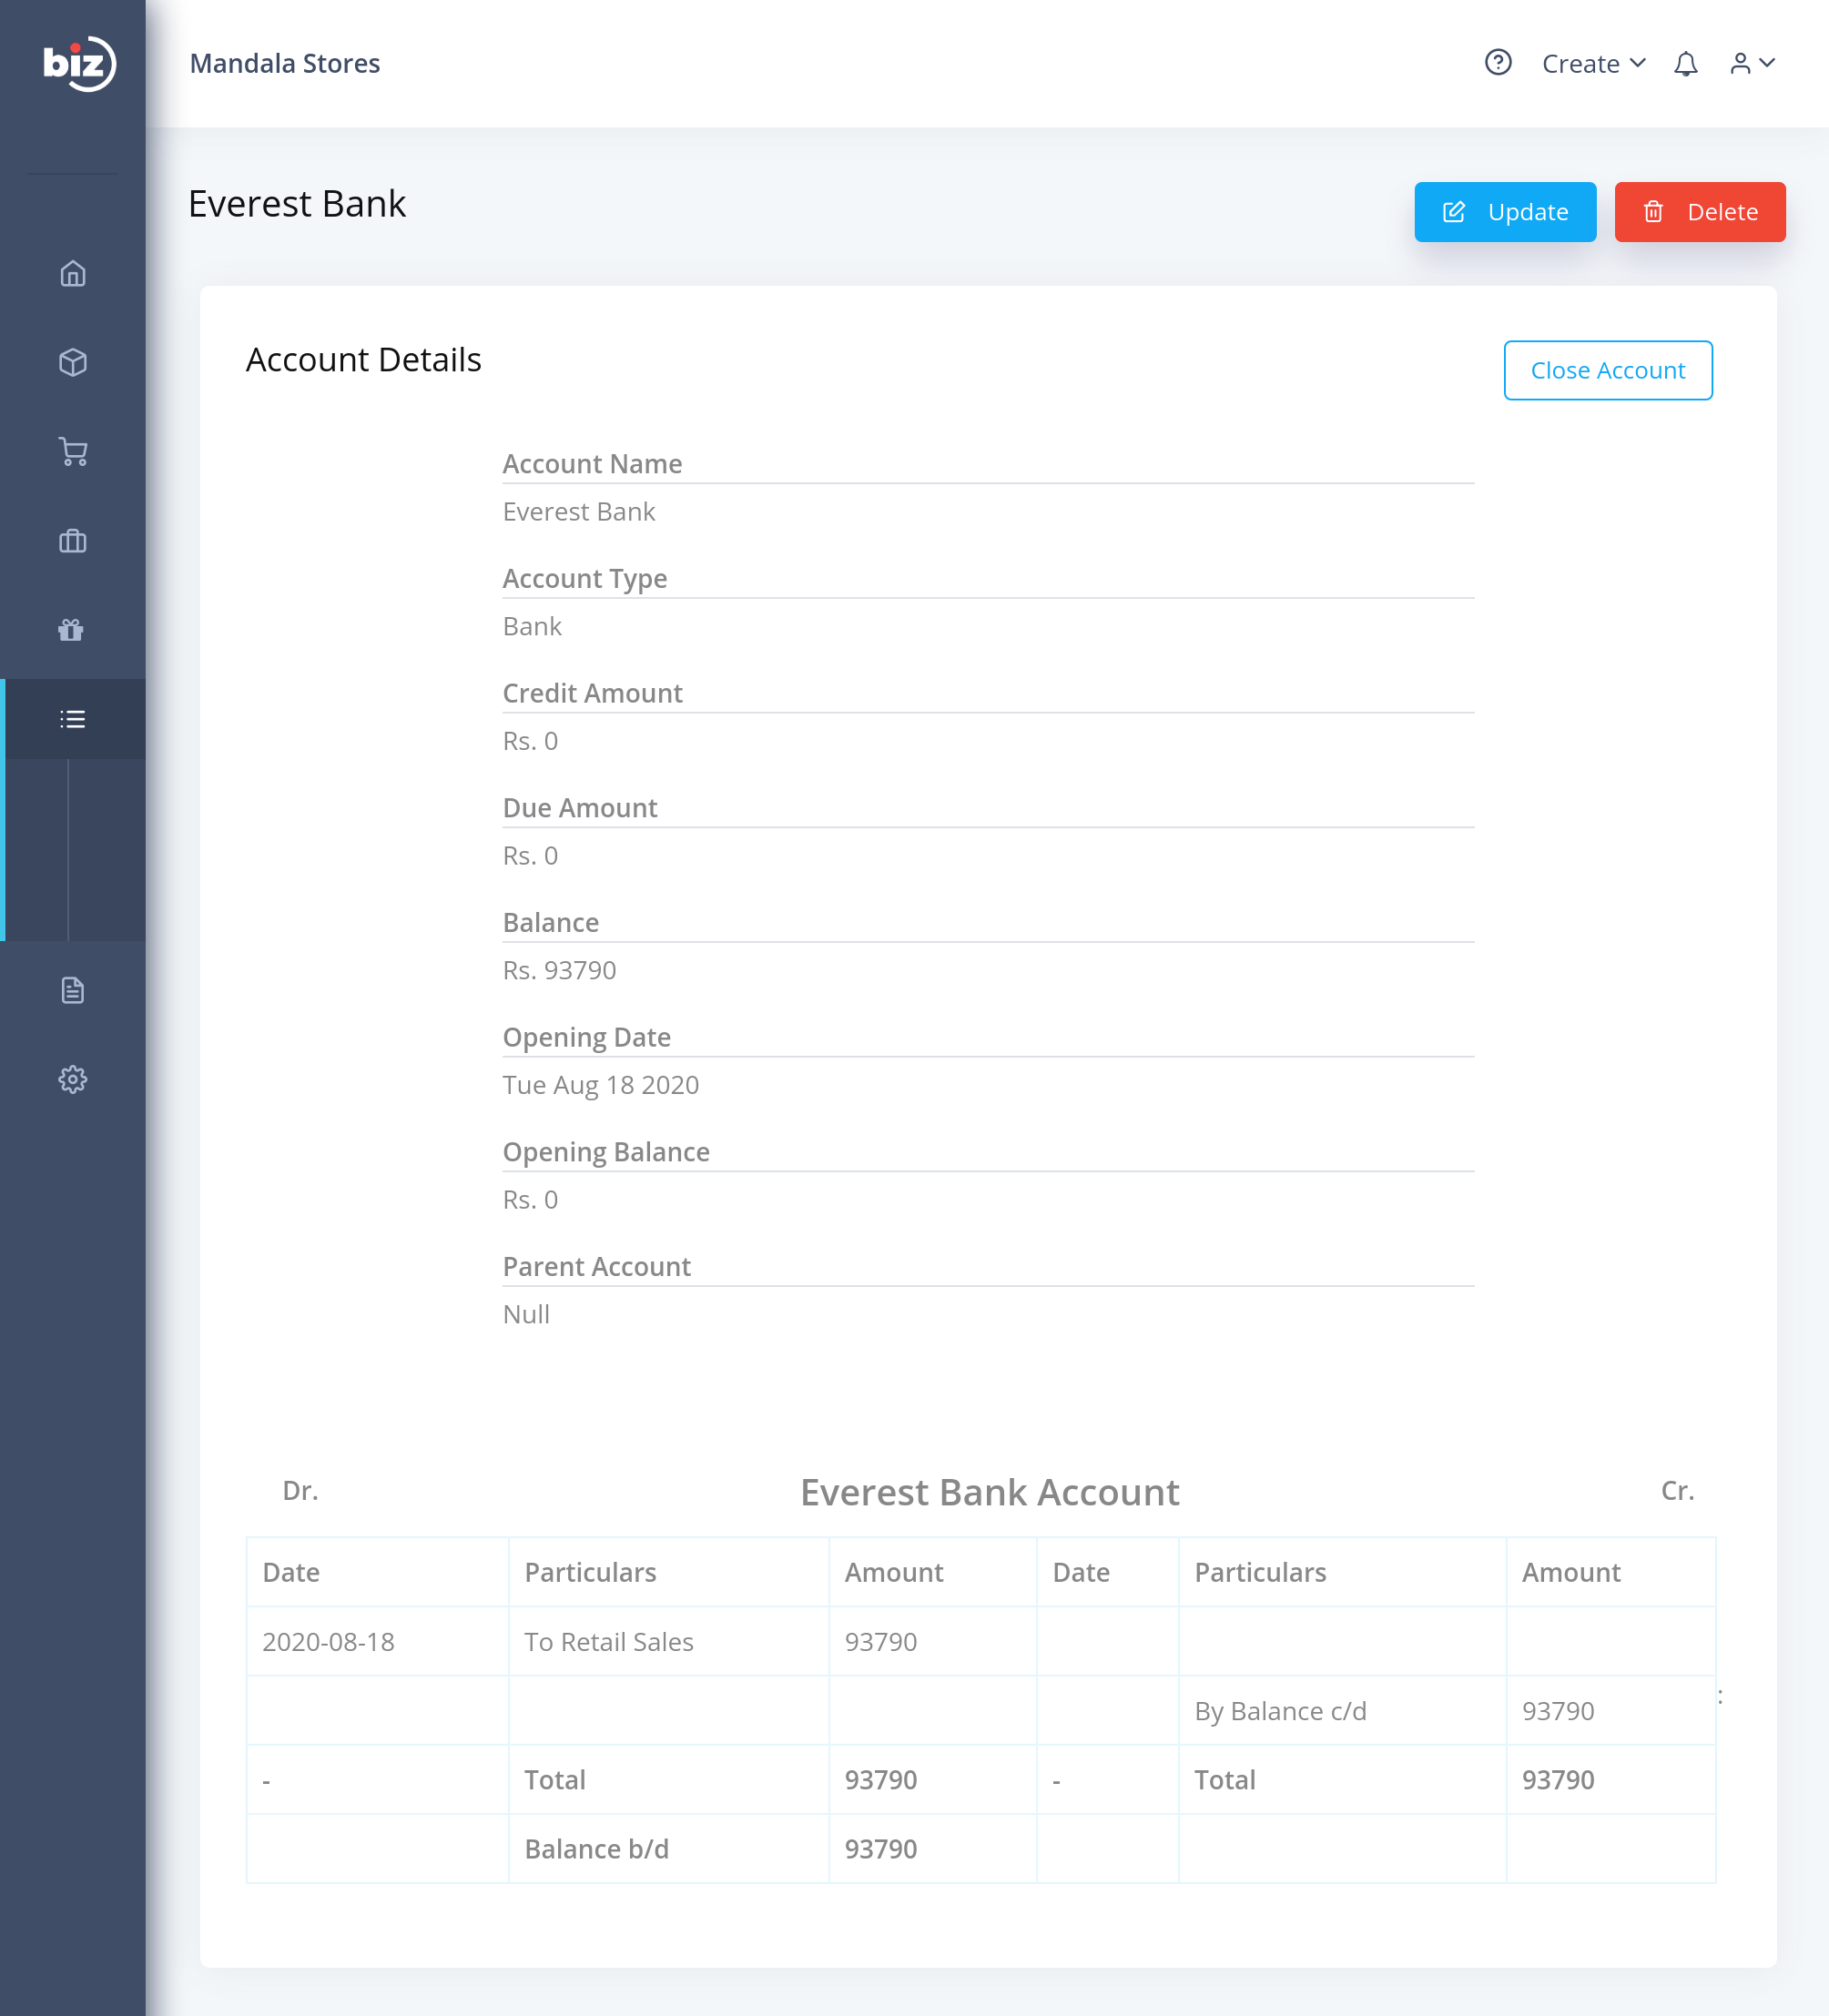 biz
Mandala Stores
Create
Everest Bank
Update
Delete
Account Details
Close Account
Account Name
Everest Bank
Account Type
Bank
Credit Amount
Rs. 0
Due Amount
Rs. 0
Balance
Rs. 93790
Opening Date
Tue Aug 18 2020
Opening Balance
Rs. 0
Parent Account
Null
Dr. Everest Bank Account Cr.
Date Particulars Amount Date Particulars Amount
2020-08-18 To Retail Sales 93790
:
By Balance c/d 93790
- Total 93790 - Total 93790
Balance b/d 93790